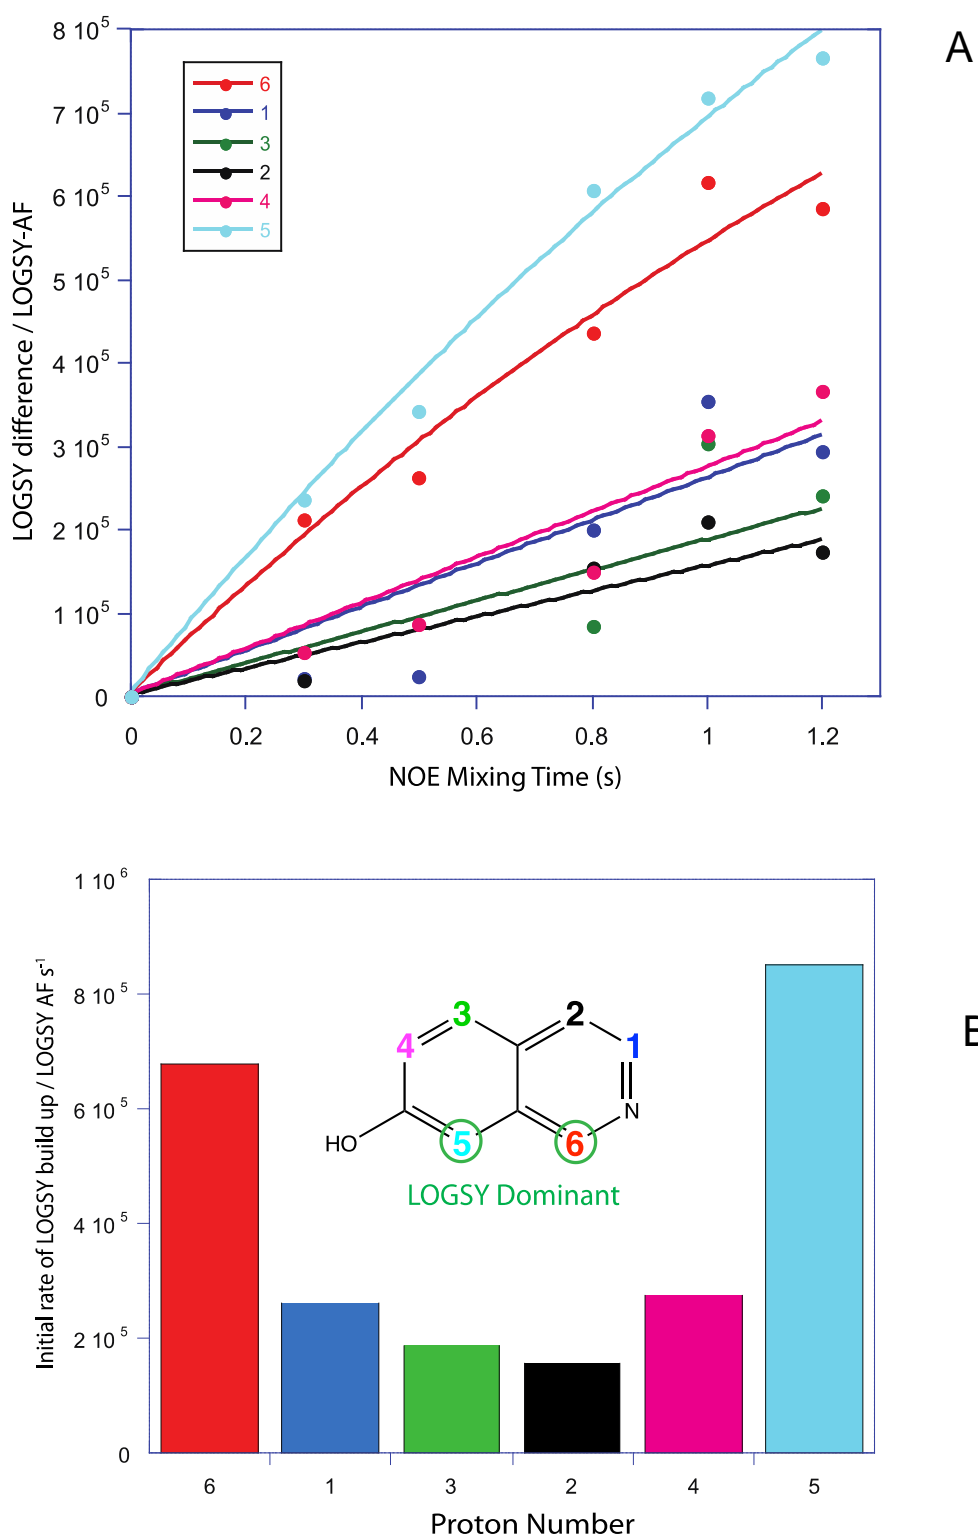 A
8 10⁵
7 10⁵
6 10⁵
5 10⁵
4 10⁵
3 10⁵
2 10⁵
1 10⁵
0
LOGSY difference / LOGSY-AF
6
1
3
2
4
5
0 0.2 0.4 0.6 0.8 1 1.2
NOE Mixing Time (s)
B
1 10⁶
8 10⁵
6 10⁵
4 10⁵
2 10⁵
0
Initial rate of LOGSY build up / LOGSY AF s⁻¹
3 2
4 1
N
HO 5 6
LOGSY Dominant
6 1 3 2 4 5
Proton Number